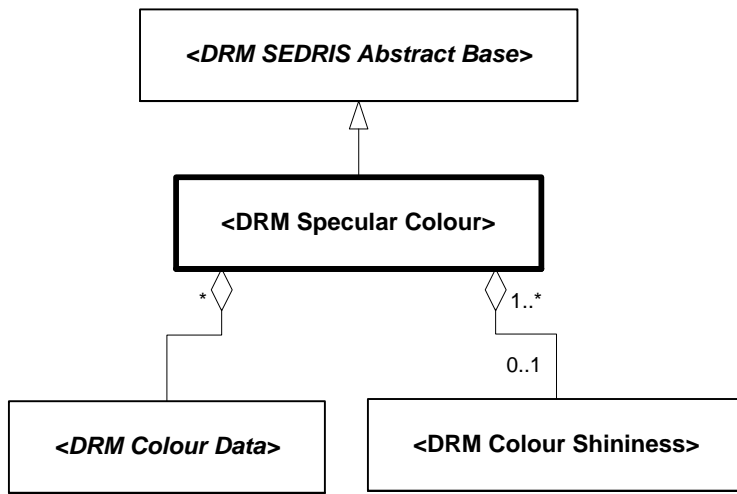 <DRM SEDRIS Abstract Base>
<DRM Specular Colour>
* 1..*
0..1
<DRM Colour Data>
<DRM Colour Shininess>